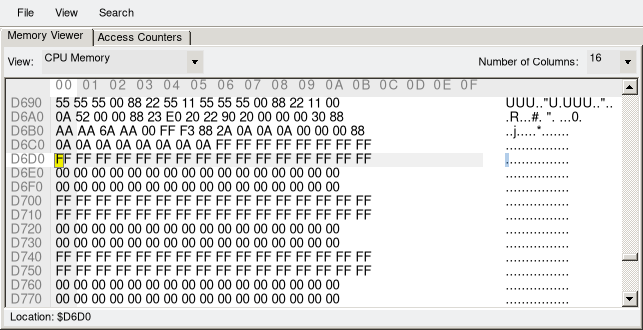 File View Search
Memory Viewer Access Counters
View: CPU Memory Number of Columns: 16
00 01 02 03 04 05 06 07 08 09 0A 0B 0C 0D 0E 0F
D690 55 55 55 00 88 22 55 11 55 55 55 00 88 22 11 00 UUU.."U.UUU.."..
D6A0 0A 52 00 00 88 23 E0 20 22 90 20 00 00 00 30 88 .R...#. ". ...0.
D6B0 AA AA 6A AA 00 FF F3 88 2A 0A 0A 0A 00 00 00 88 ..j.....*.......
D6C0 0A 0A 0A 0A 0A 0A 0A 0A FF FF FF FF FF FF FF FF ................
D6D0 FF FF FF FF FF FF FF FF FF FF FF FF FF FF FF FF ................
D6E0 00 00 00 00 00 00 00 00 00 00 00 00 00 00 00 00 ................
D6F0 00 00 00 00 00 00 00 00 00 00 00 00 00 00 00 00 ................
D700 FF FF FF FF FF FF FF FF FF FF FF FF FF FF FF FF ................
D710 FF FF FF FF FF FF FF FF FF FF FF FF FF FF FF FF ................
D720 00 00 00 00 00 00 00 00 00 00 00 00 00 00 00 00 ................
D730 00 00 00 00 00 00 00 00 00 00 00 00 00 00 00 00 ................
D740 FF FF FF FF FF FF FF FF FF FF FF FF FF FF FF FF ................
D750 FF FF FF FF FF FF FF FF FF FF FF FF FF FF FF FF ................
D760 00 00 00 00 00 00 00 00 00 00 00 00 00 00 00 00 ................
D770 00 00 00 00 00 00 00 00 00 00 00 00 00 00 00 00 ................
Location: $D6D0